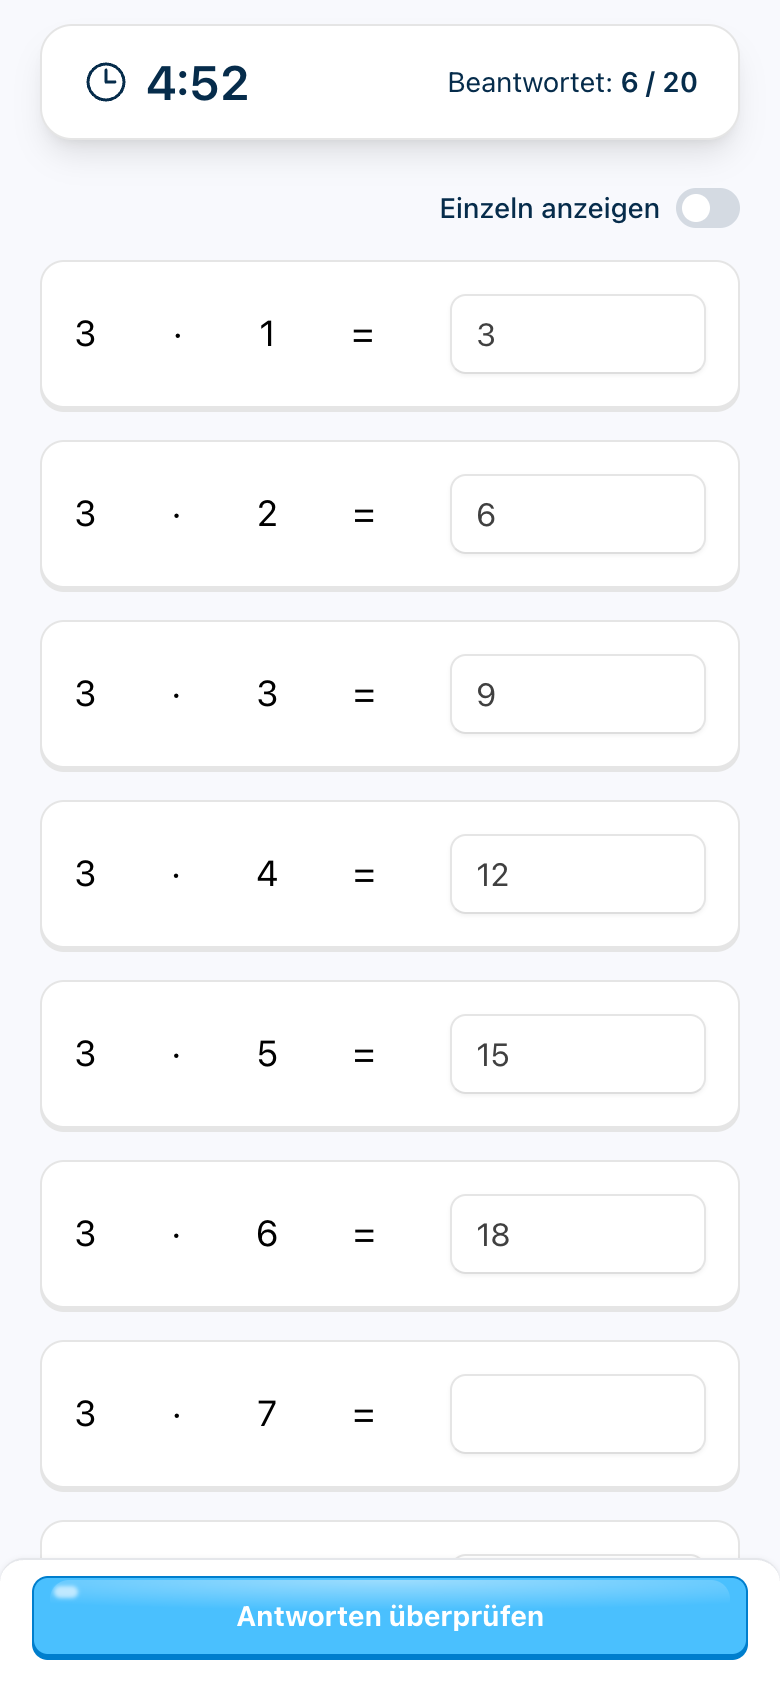 4:52 Beantwortet: 6 / 20
Einzeln anzeigen
3 · 1 = 3
3 · 2 = 6
3 · 3 = 9
3 · 4 = 12
3 · 5 = 15
3 · 6 = 18
3 · 7 =
Antworten überprüfen